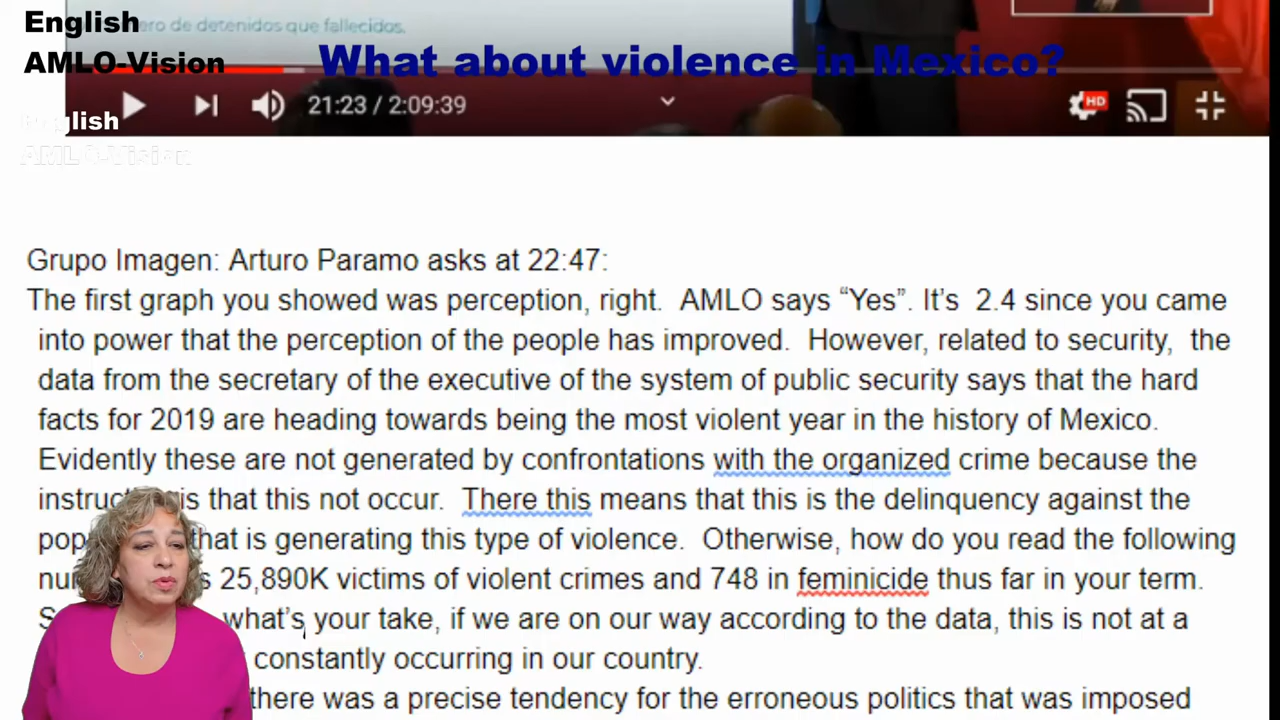 English
AMLO-Vision
ero de detenidos que fallecidos.
What about violence in Mexico?
21:23 / 2:09:39
HD
English
AMLO-Vision
Grupo Imagen: Arturo Paramo asks at 22:47:
The first graph you showed was perception, right. AMLO says “Yes”. It’s 2.4 since you came
into power that the perception of the people has improved. However, related to security, the
data from the secretary of the executive of the system of public security says that the hard
facts for 2019 are heading towards being the most violent year in the history of Mexico.
Evidently these are not generated by confrontations with the organized crime because the
is that this not occur. There this means that this is the delinquency against the
that is generating this type of violence. Otherwise, how do you read the following
25,890K victims of violent crimes and 748 in feminicide thus far in your term.
what’s your take, if we are on our way according to the data, this is not at a
constantly occurring in our country.
there was a precise tendency for the erroneous politics that was imposed